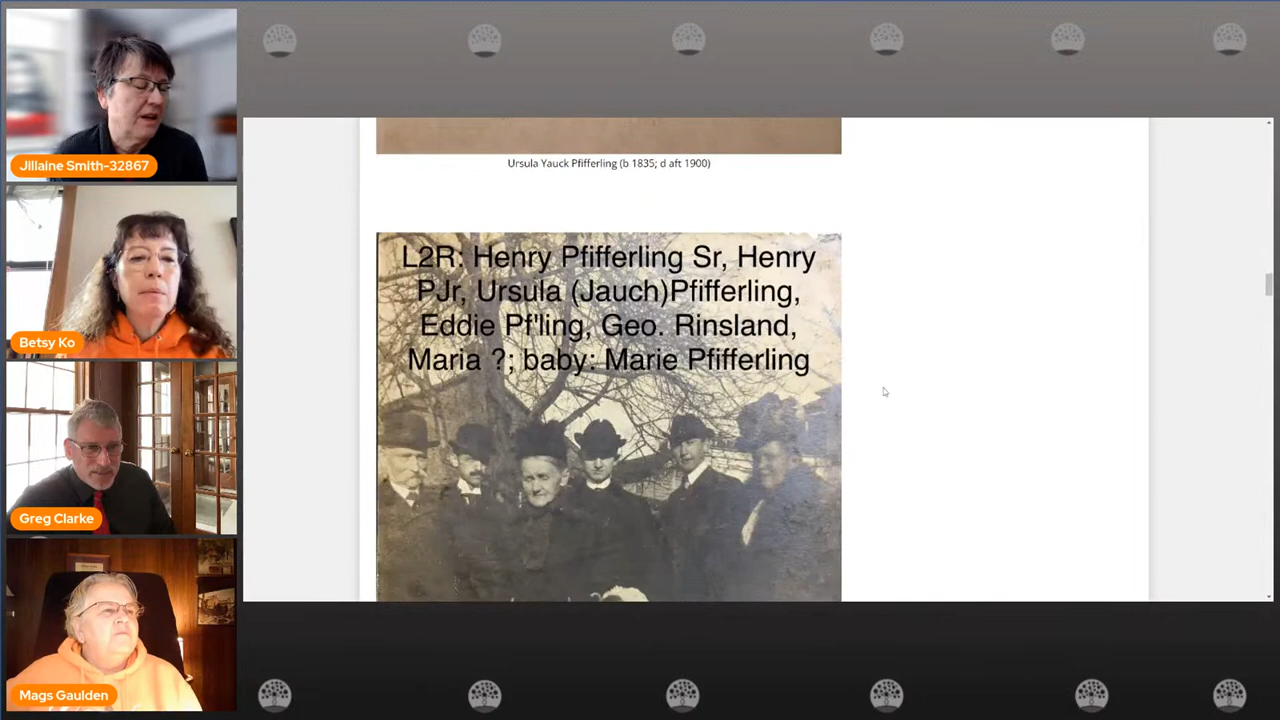 Jillaine Smith-32867
Betsy Ko
Greg Clarke
Mags Gaulden
Ursula Yauck Pfifferling (b 1835; d aft 1900)
L2R: Henry Pfifferling Sr, Henry
PJr, Ursula (Jauch)Pfifferling,
Eddie Pf'ling, Geo. Rinsland,
Maria ?; baby: Marie Pfifferling